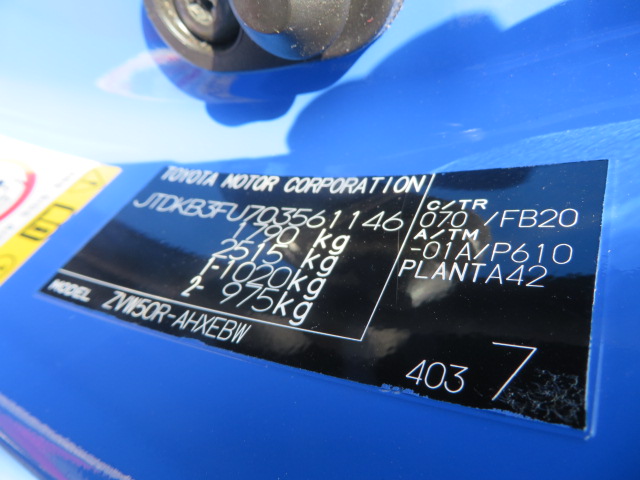 TOYOTA MOTOR CORPORATION
JTDKB3FU703561146
1790 kg
2515 kg
1-1020kg
2- 975kg
C/TR
070 /FB20
A/TM
-01A/P610
PLANTA42
MODEL ZVW50R-AHXEBW
403 7